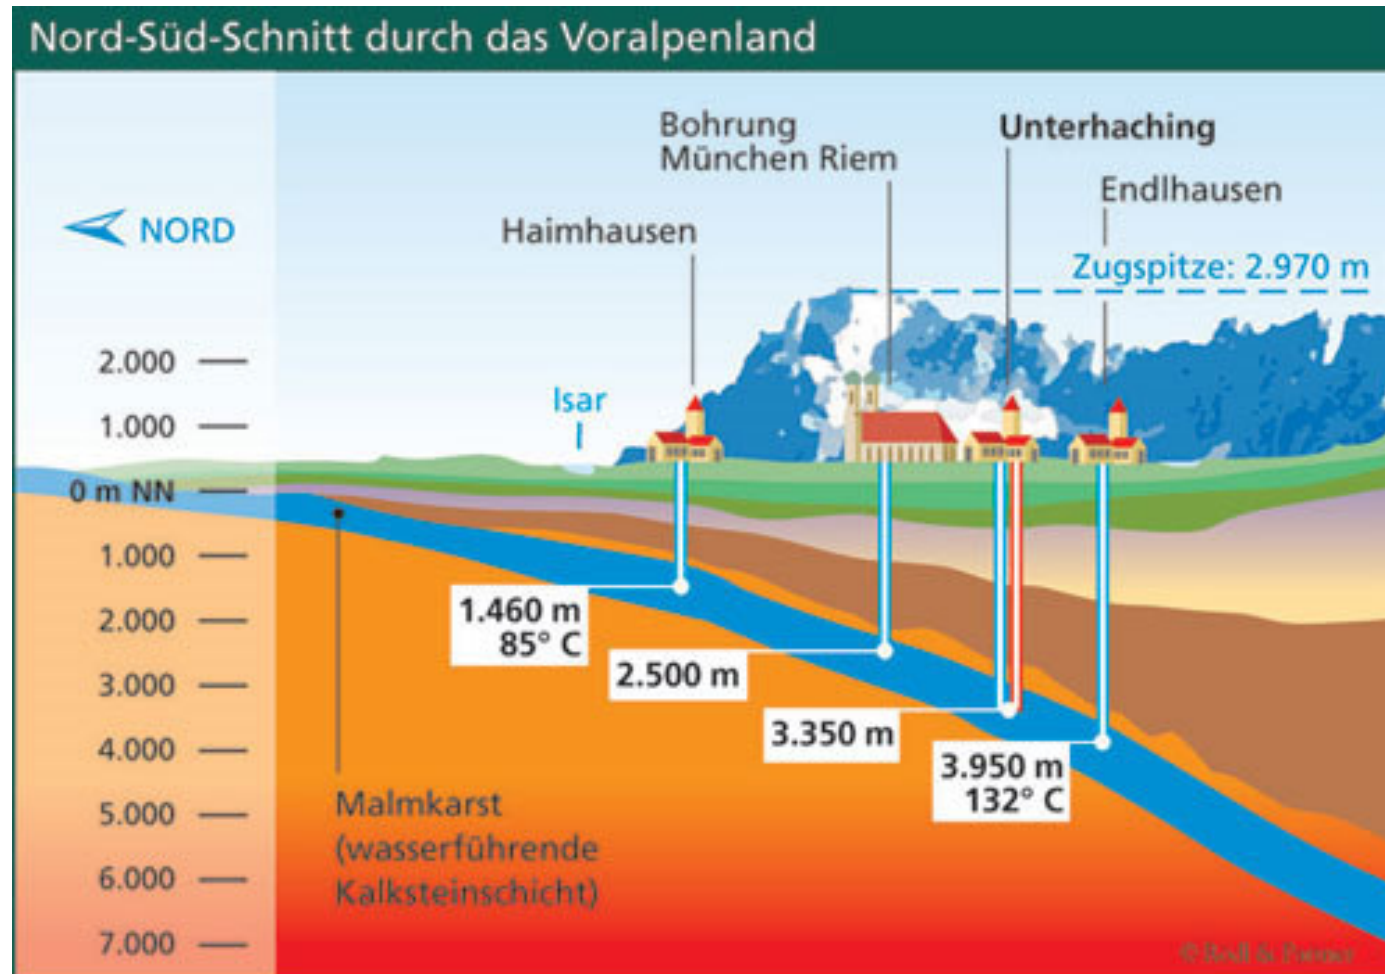 Nord-Süd-Schnitt durch das Voralpenland
Bohrung
München Riem
Unterhaching
Endlhausen
NORD
Haimhausen
Zugspitze: 2.970 m
Isar
2.000
1.000
0 m NN
1.000
2.000
3.000
4.000
5.000
6.000
7.000
1.460 m
85° C
2.500 m
3.350 m
3.950 m
132° C
Malmkarst
(wasserführende
Kalksteinschicht)
© Rödl & Partner